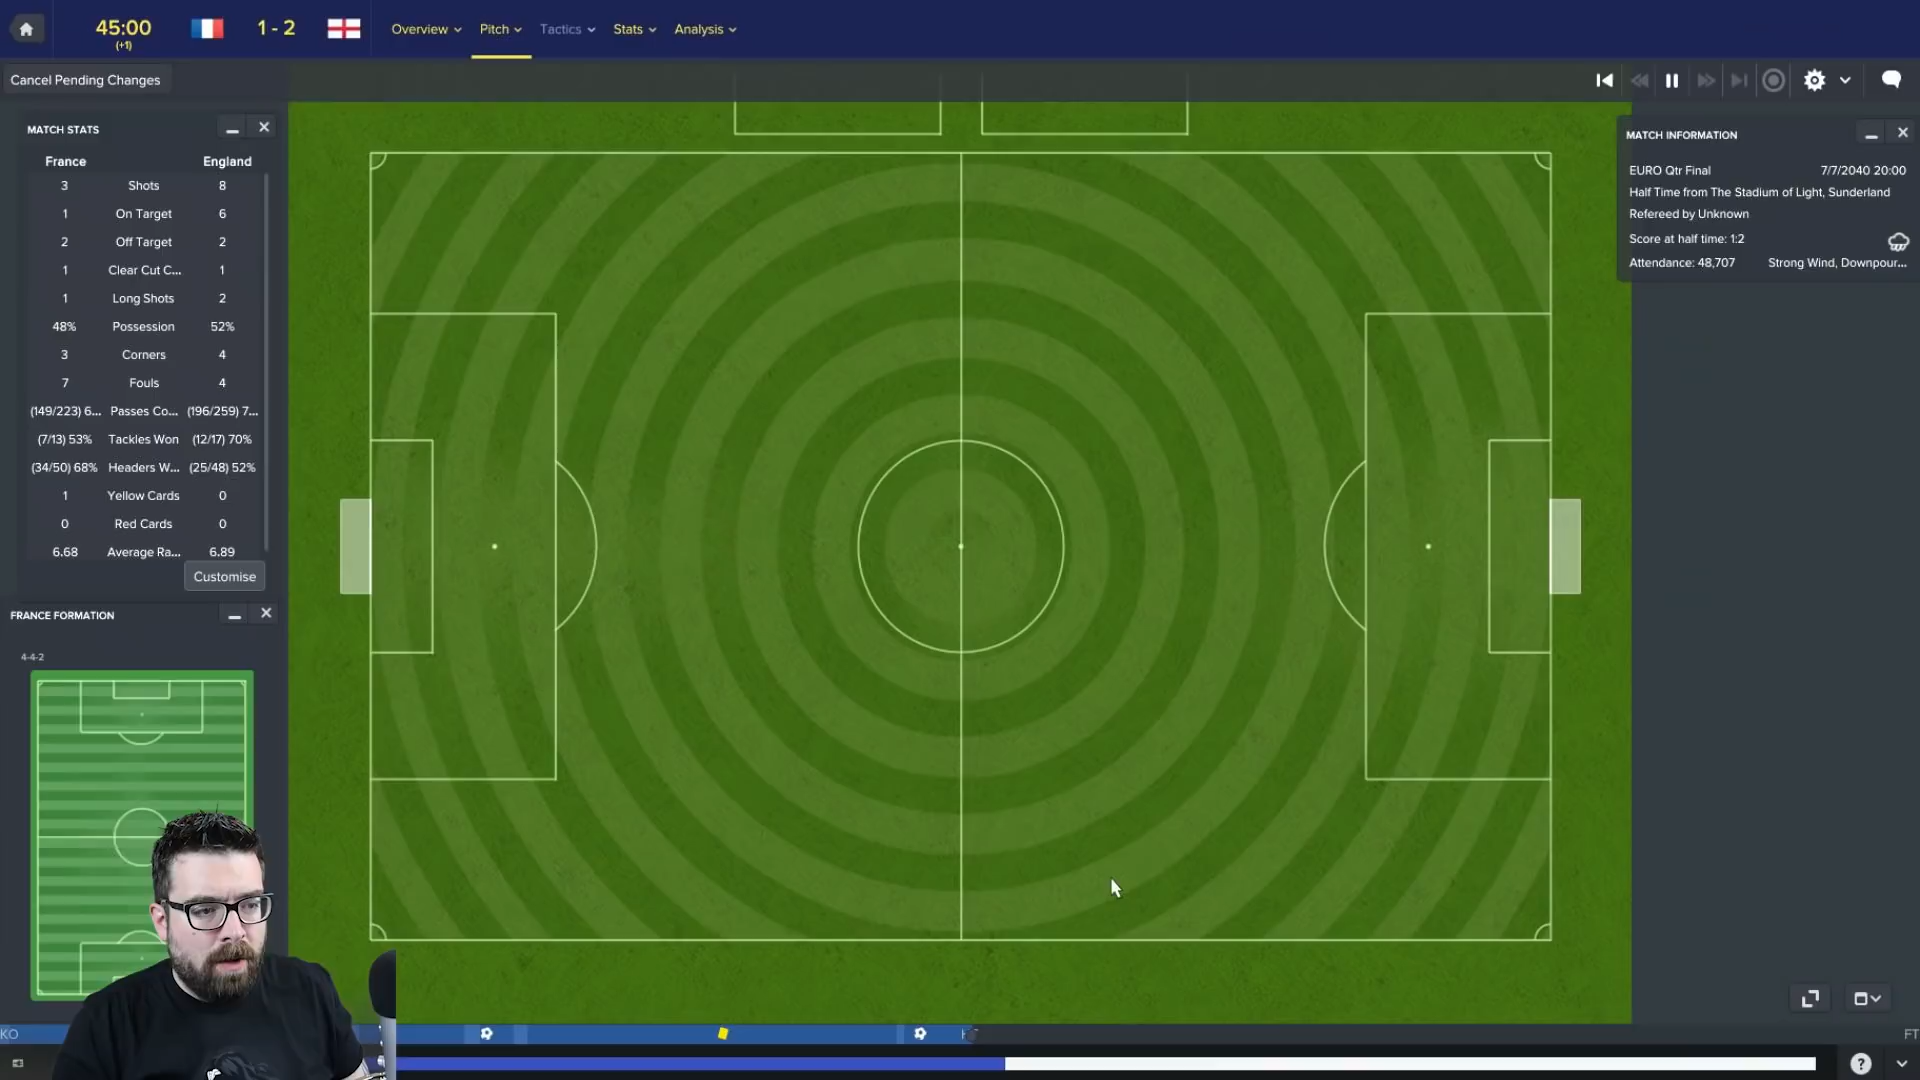 45:00
(+1)
1 - 2
Overview
Pitch
Tactics
Stats
Analysis
Cancel Pending Changes
MATCH STATS
France England
3 Shots 8
1 On Target 6
2 Off Target 2
1 Clear Cut C... 1
1 Long Shots 2
48% Possession 52%
3 Corners 4
7 Fouls 4
(149/223) 6... Passes Co... (196/259) 7...
(7/13) 53% Tackles Won (12/17) 70%
(34/50) 68% Headers W... (25/48) 52%
1 Yellow Cards 0
0 Red Cards 0
6.68 Average Ra... 6.89
Customise
FRANCE FORMATION
4-4-2
MATCH INFORMATION
EURO Qtr Final 7/7/2040 20:00
Half Time from The Stadium of Light, Sunderland
Refereed by Unknown
Score at half time: 1:2
Attendance: 48,707 Strong Wind, Downpour...
KO
FT
?